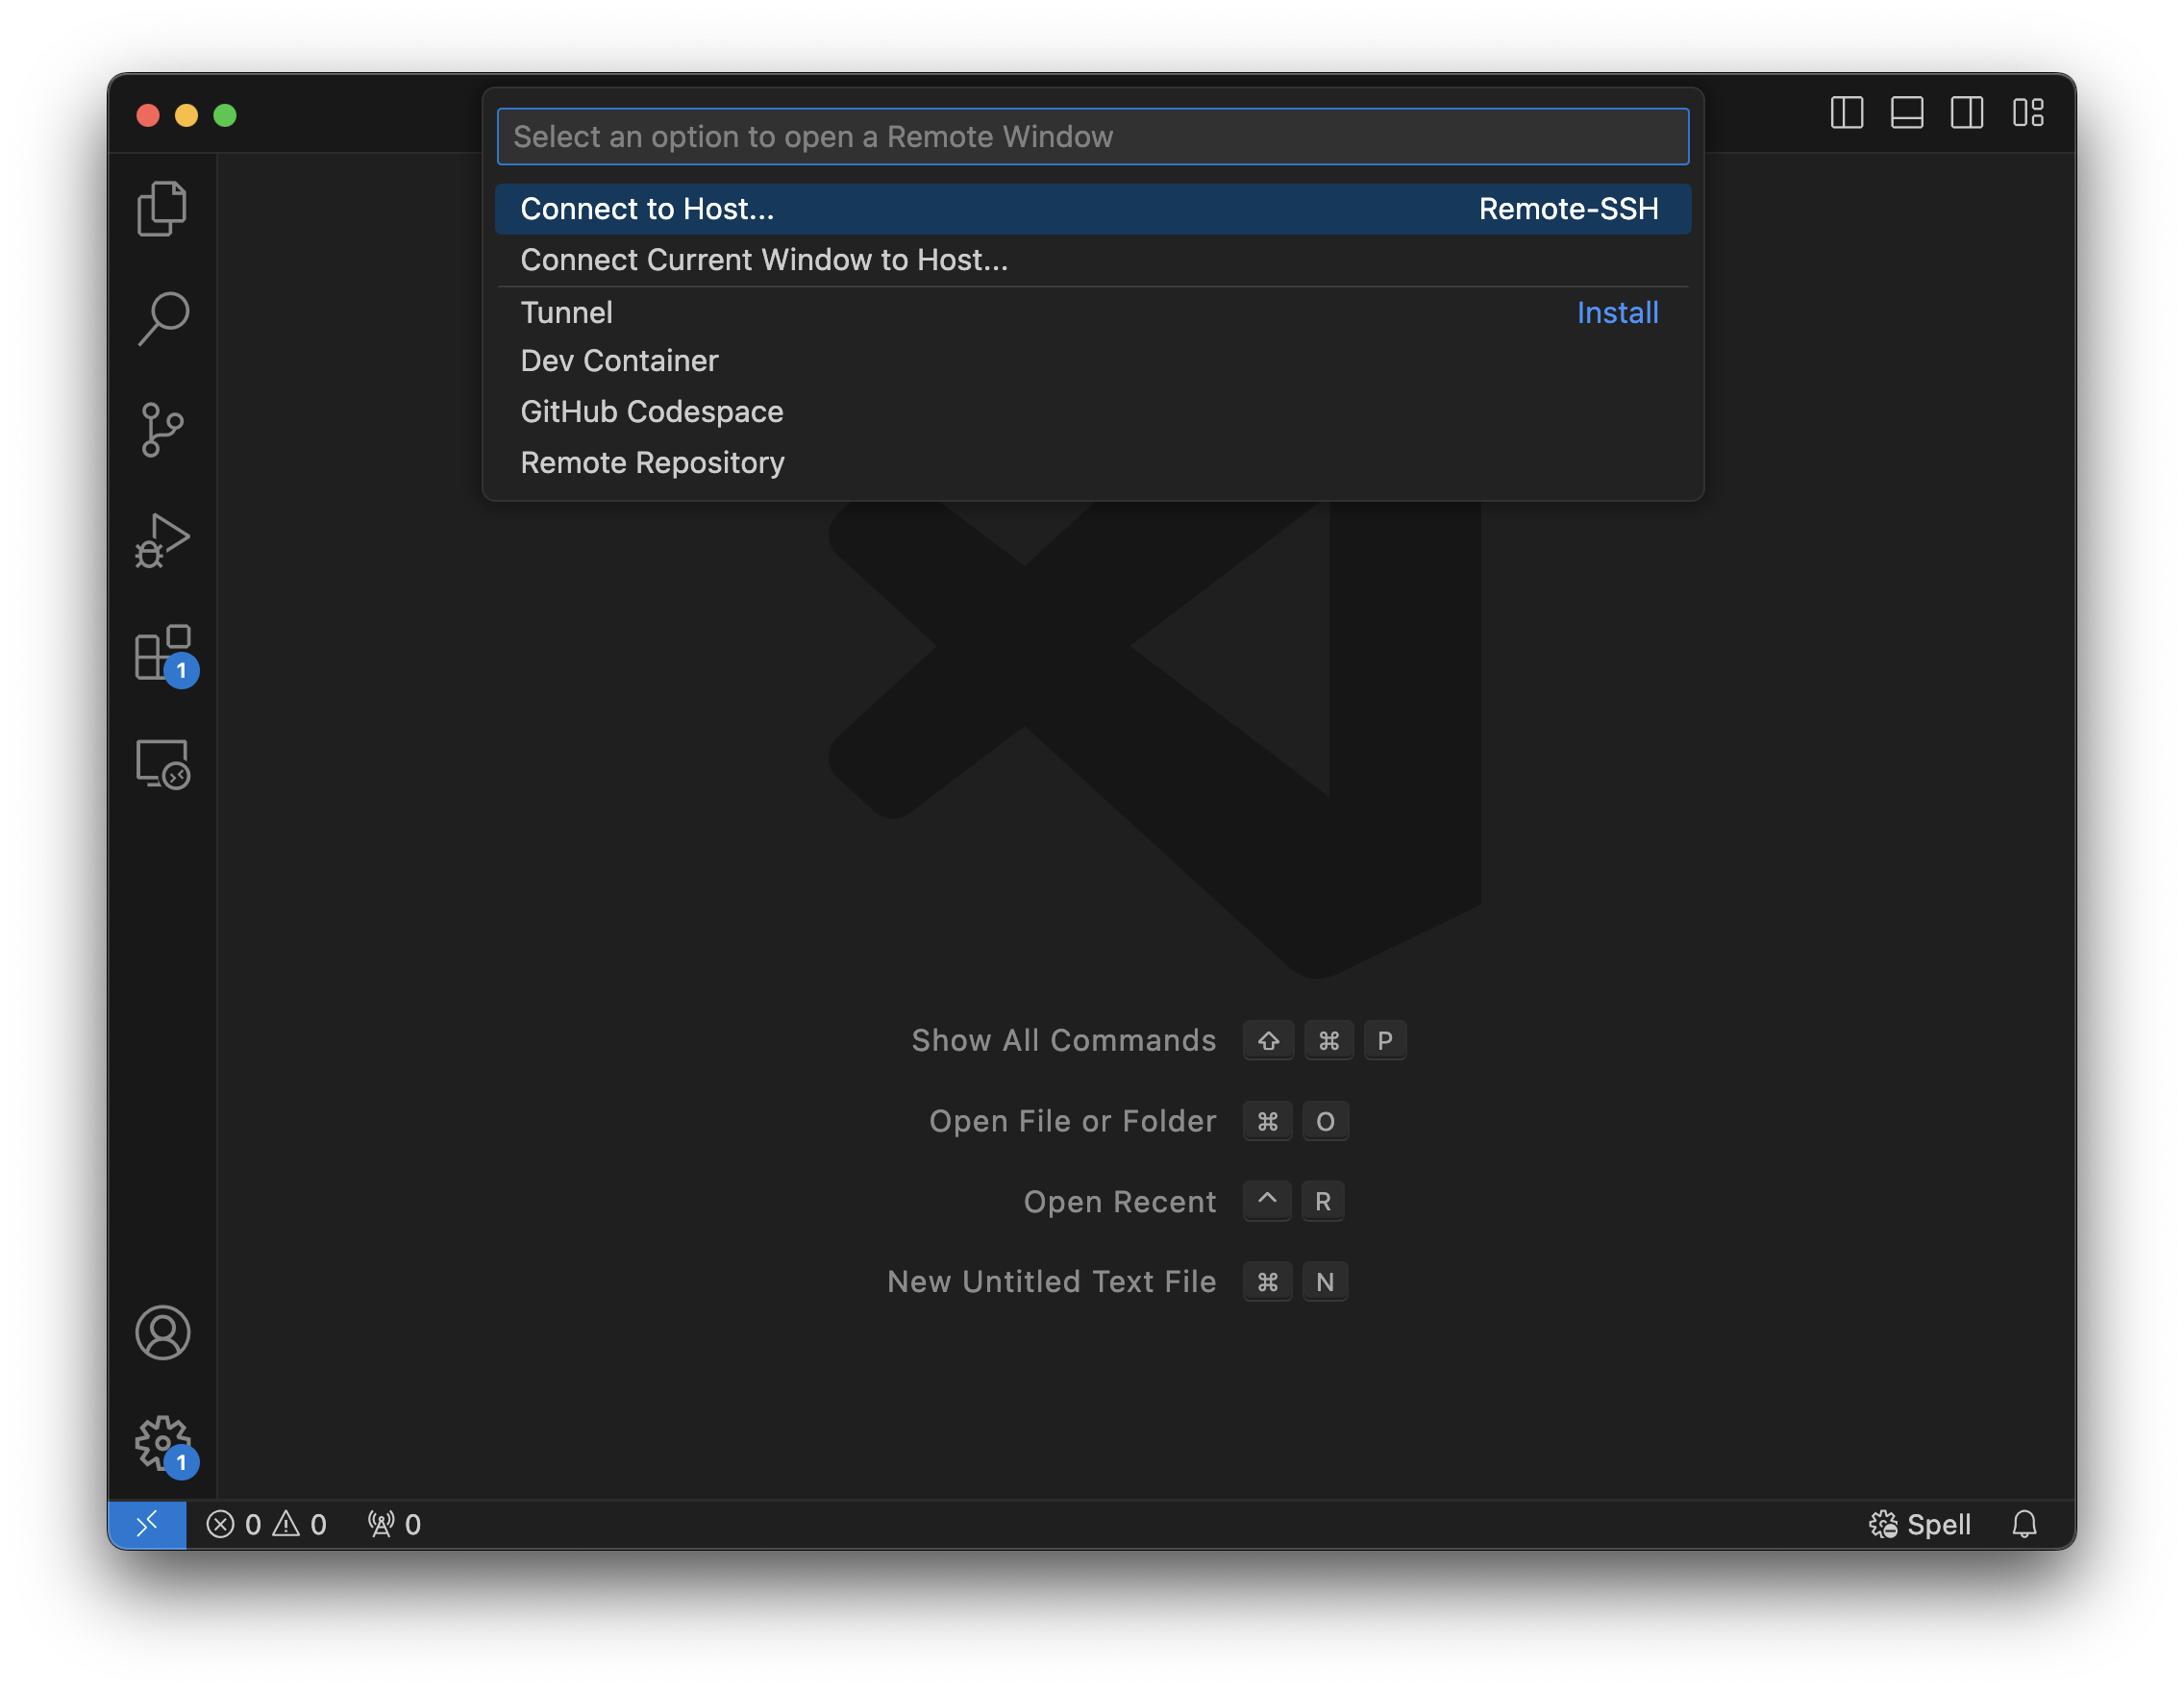 Select an option to open a Remote Window
Connect to Host... Remote-SSH
Connect Current Window to Host...
Tunnel Install
Dev Container
GitHub Codespace
Remote Repository
1
Show All Commands ⇧ ⌘ P
Open File or Folder ⌘ O
Open Recent ^ R
New Untitled Text File ⌘ N
1
0 0 0 Spell